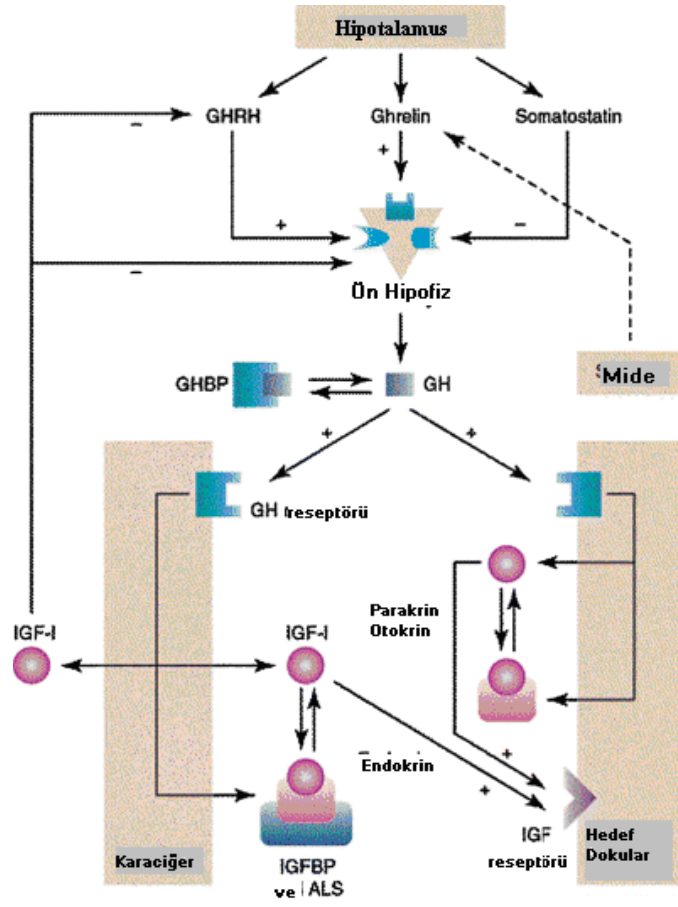 Hipotalamus
GHRH
Ghrelin
Somatostatin
–
+
+
–
–
Ön Hipofiz
GHBP
GH
Mide
+
+
GH reseptörü
Parakrin
Otokrin
IGF-I
IGF-I
Endokrin
+
+
IGF
reseptörü
Hedef
Dokular
Karaciğer
IGFBP
ve ALS